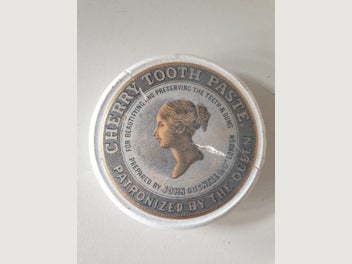 CHERRY TOOTH PASTE
PATRONIZED BY THE QUEEN
FOR BEAUTIFYING AND PRESERVING THE TEETH & GUMS
PREPARED BY JOHN GOSNELL
LONDON